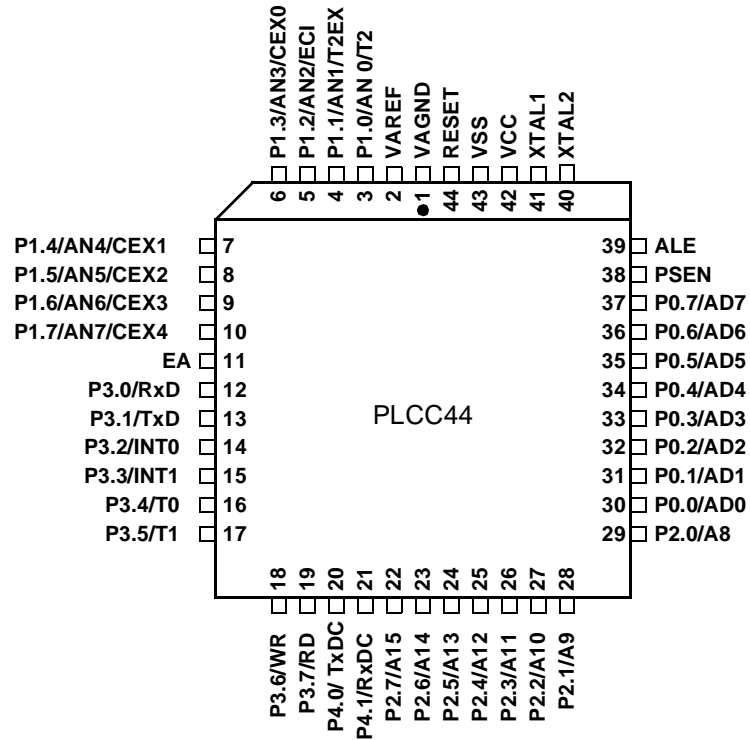 P1.3/AN3/CEX0
P1.2/AN2/ECI
P1.1/AN1/T2EX
P1.0/AN 0/T2
VAREF
VAGND
RESET
VSS
VCC
XTAL1
XTAL2
6
5
4
3
2
1
44
43
42
41
40
P1.4/AN4/CEX1 7
P1.5/AN5/CEX2 8
P1.6/AN6/CEX3 9
P1.7/AN7/CEX4 10
EA 11
P3.0/RxD 12
P3.1/TxD 13
P3.2/INT0 14
P3.3/INT1 15
P3.4/T0 16
P3.5/T1 17
PLCC44
39 ALE
38 PSEN
37 P0.7/AD7
36 P0.6/AD6
35 P0.5/AD5
34 P0.4/AD4
33 P0.3/AD3
32 P0.2/AD2
31 P0.1/AD1
30 P0.0/AD0
29 P2.0/A8
18
19
20
21
22
23
24
25
26
27
28
P3.6/WR
P3.7/RD
P4.0/ TxDC
P4.1/RxDC
P2.7/A15
P2.6/A14
P2.5/A13
P2.4/A12
P2.3/A11
P2.2/A10
P2.1/A9